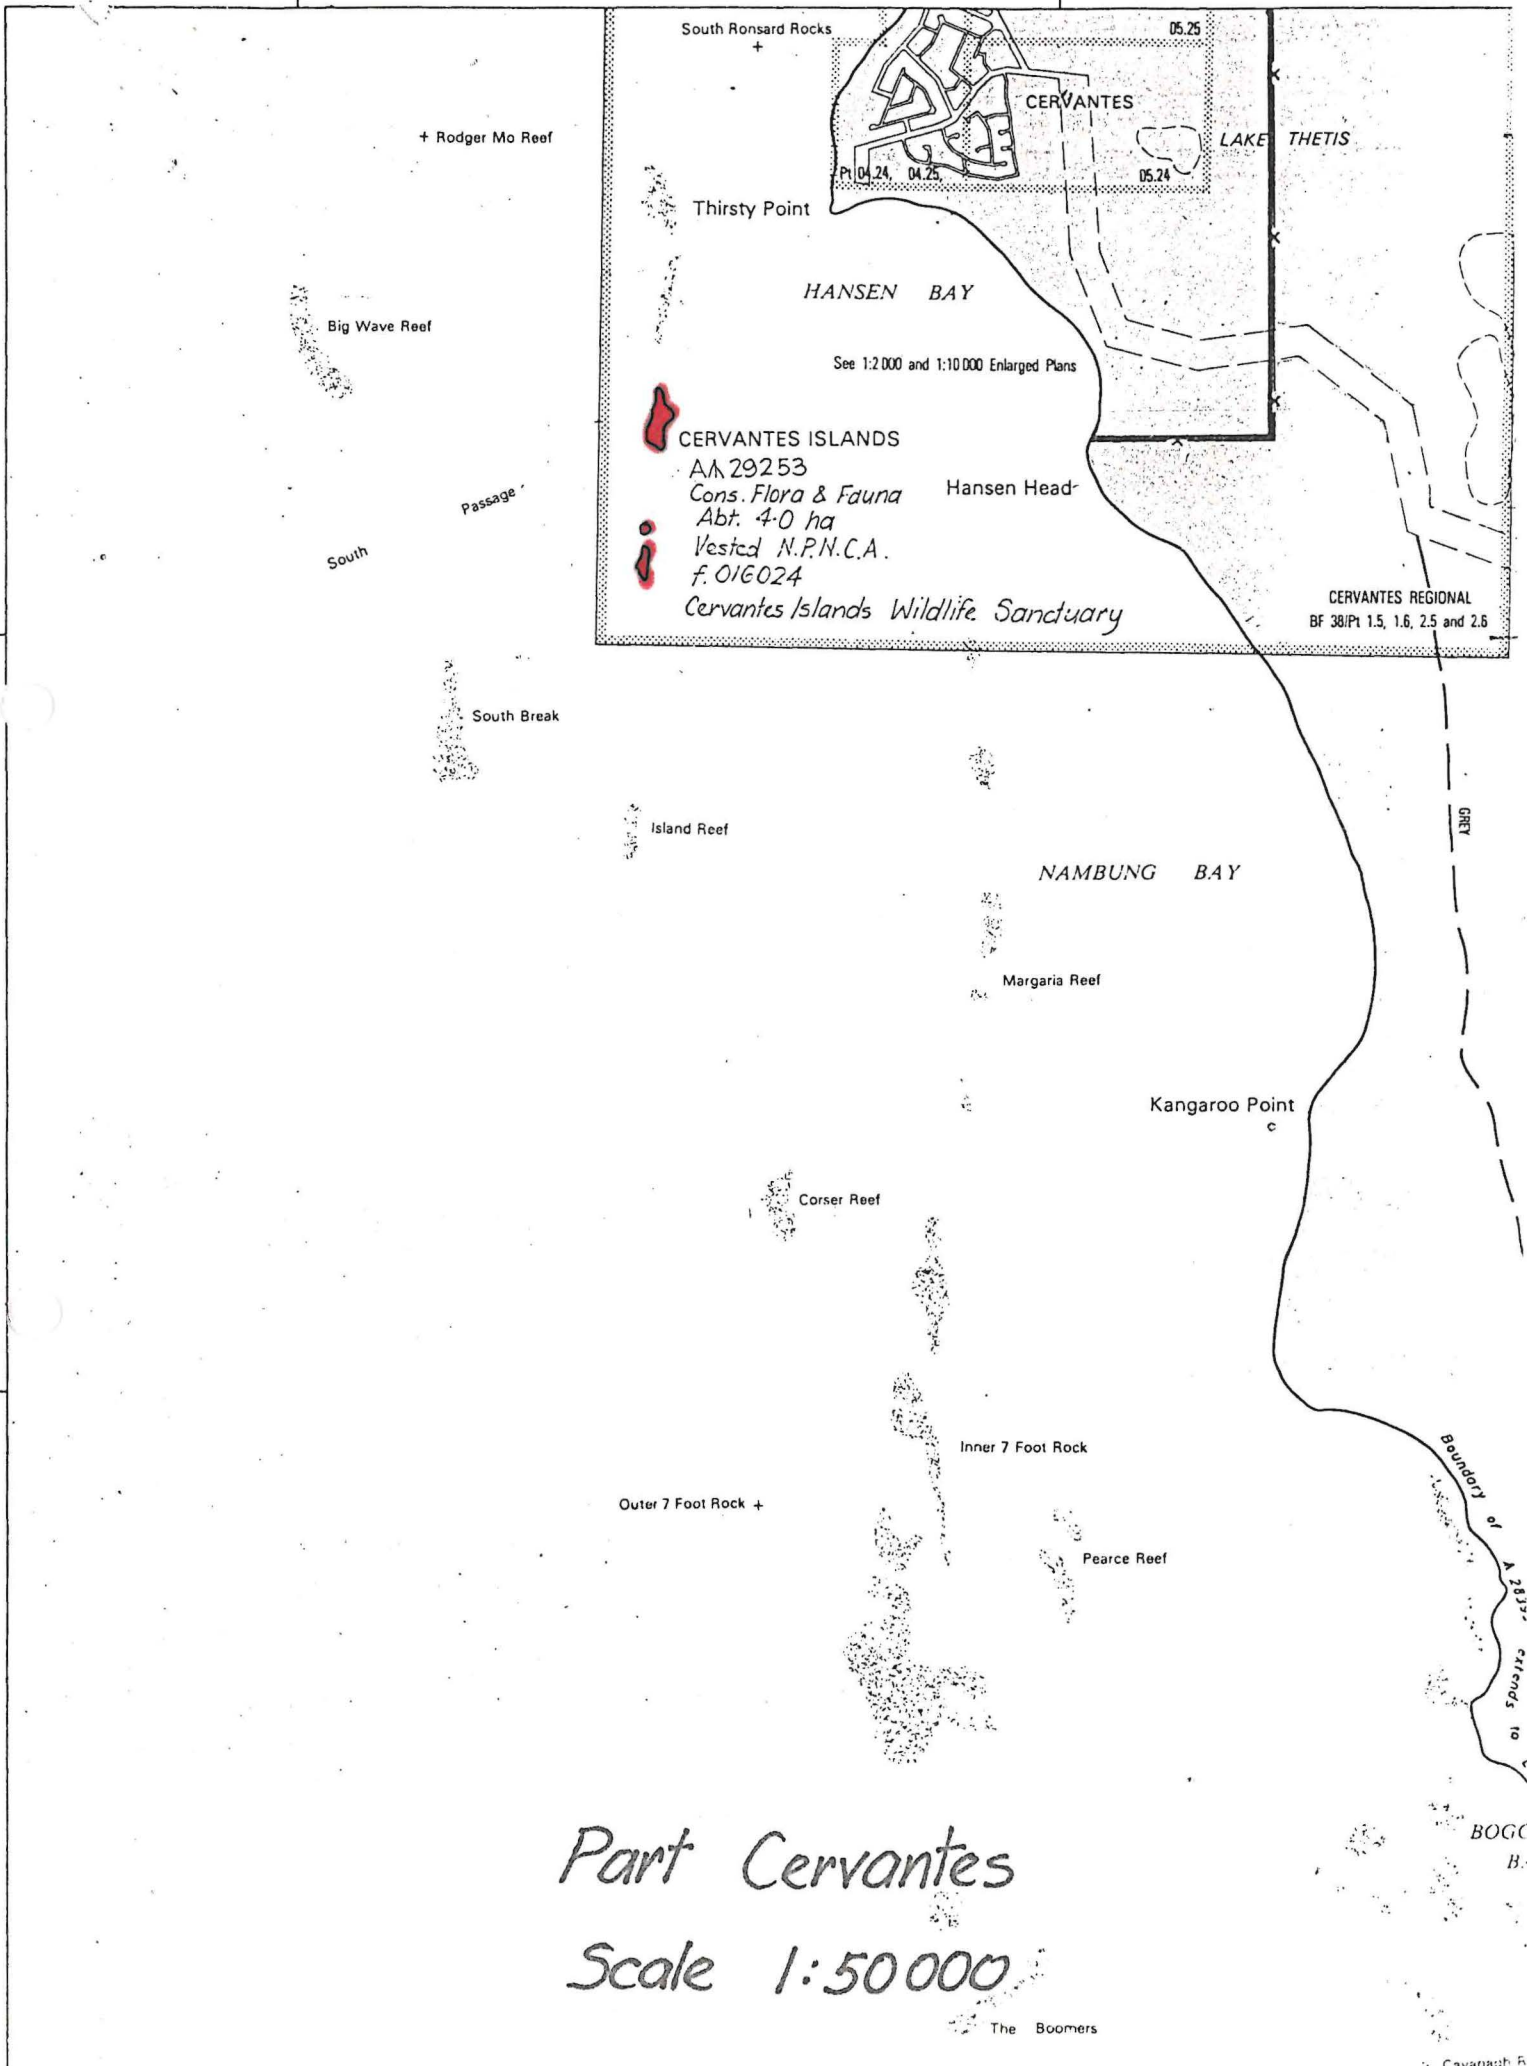 South Ronsard Rocks
05.25
CERVANTES
+ Rodger Mo Reef
LAKE THETIS
Pt 04.24, 04.25,
05.24
Thirsty Point
HANSEN BAY
Big Wave Reef
See 1:2 000 and 1:10 000 Enlarged Plans
CERVANTES ISLANDS
29253
Cons. Flora & Fauna
Hansen Head
Abt. 4.0 ha
Passage
South
Vested N.P.N.C.A.
f. 016024
Cervantes Islands Wildlife Sanctuary
CERVANTES REGIONAL
BF 38/Pt 1.5, 1.6, 2.5 and 2.6
South Break
GREY
Island Reef
NAMBUNG BAY
Margaria Reef
Kangaroo Point
c
Corser Reef
Inner 7 Foot Rock
Boundary of A extends to
Outer 7 Foot Rock +
Pearce Reef
Part Cervantes
Scale 1:50000
The Boomers